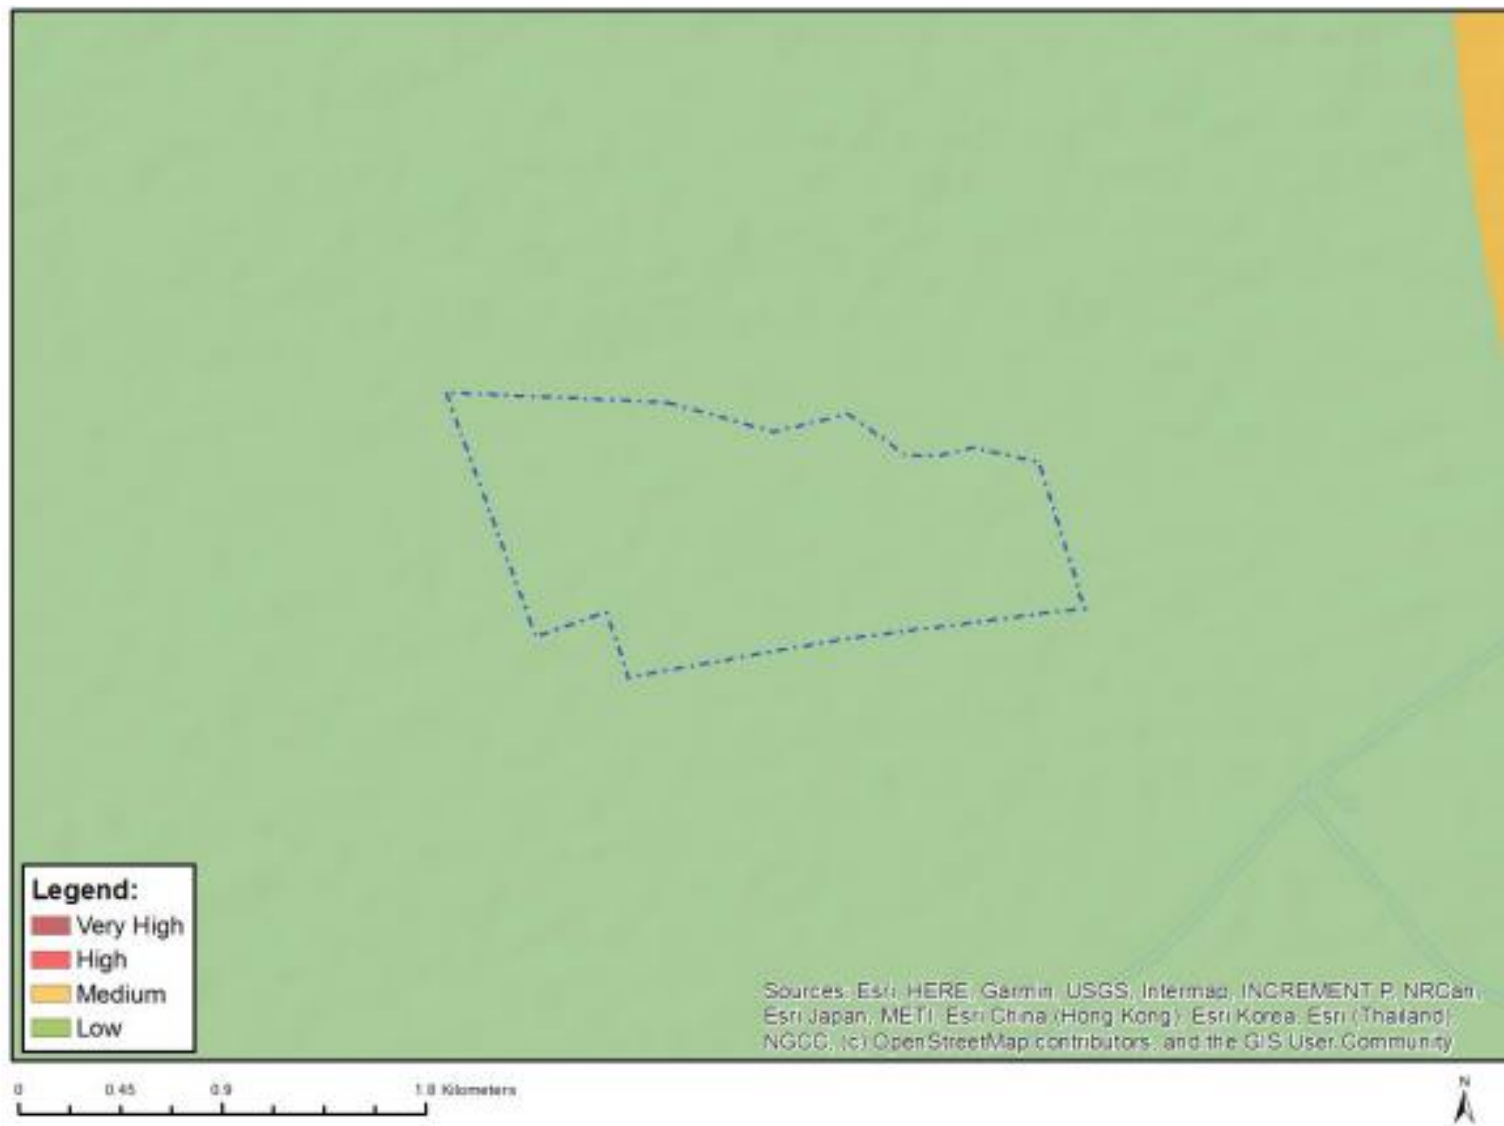 Legend:
Very High
High
Medium
Low
Sources: Esri, HERE, Garmin, USGS, Intermap, INCREMENT P, NRCan,
Esri Japan, METI, Esri China (Hong Kong), Esri Korea, Esri (Thailand),
NGCC, (c) OpenStreetMap contributors, and the GIS User Community
0 0.45 0.9 1.8 Kilometers
N